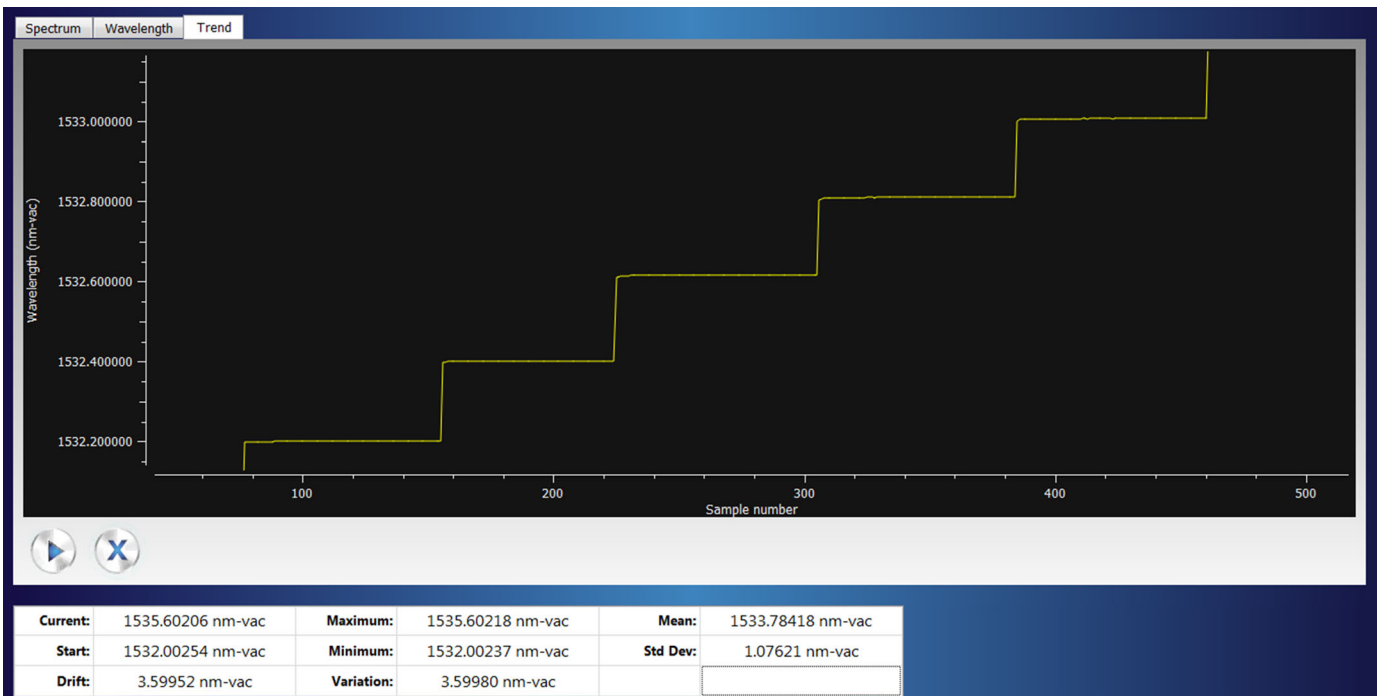 Spectrum Wavelength Trend
1533.000000
1532.800000
1532.600000
1532.400000
1532.200000
Wavelength (nm-vac)
100 200 300 400 500
Sample number
Current: 1535.60206 nm-vac Maximum: 1535.60218 nm-vac Mean: 1533.78418 nm-vac
Start: 1532.00254 nm-vac Minimum: 1532.00237 nm-vac Std Dev: 1.07621 nm-vac
Drift: 3.59952 nm-vac Variation: 3.59980 nm-vac